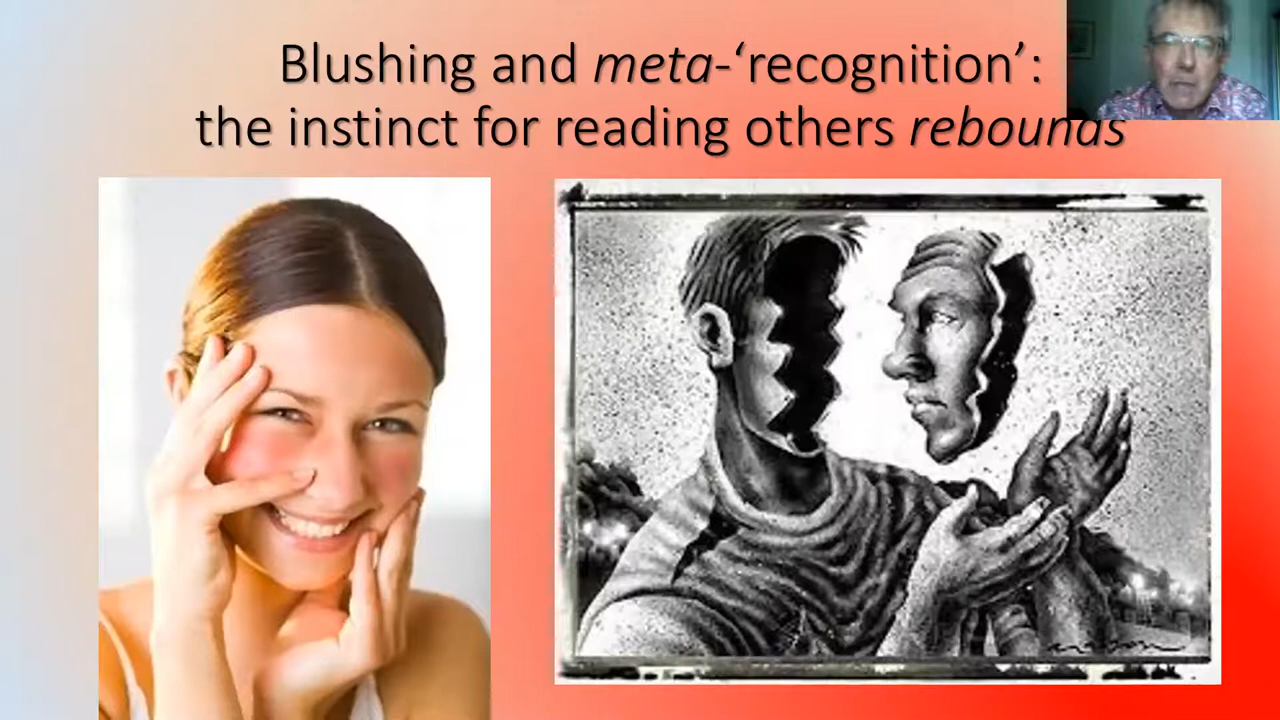 Blushing and meta-‘recognition’:
the instinct for reading others rebounds